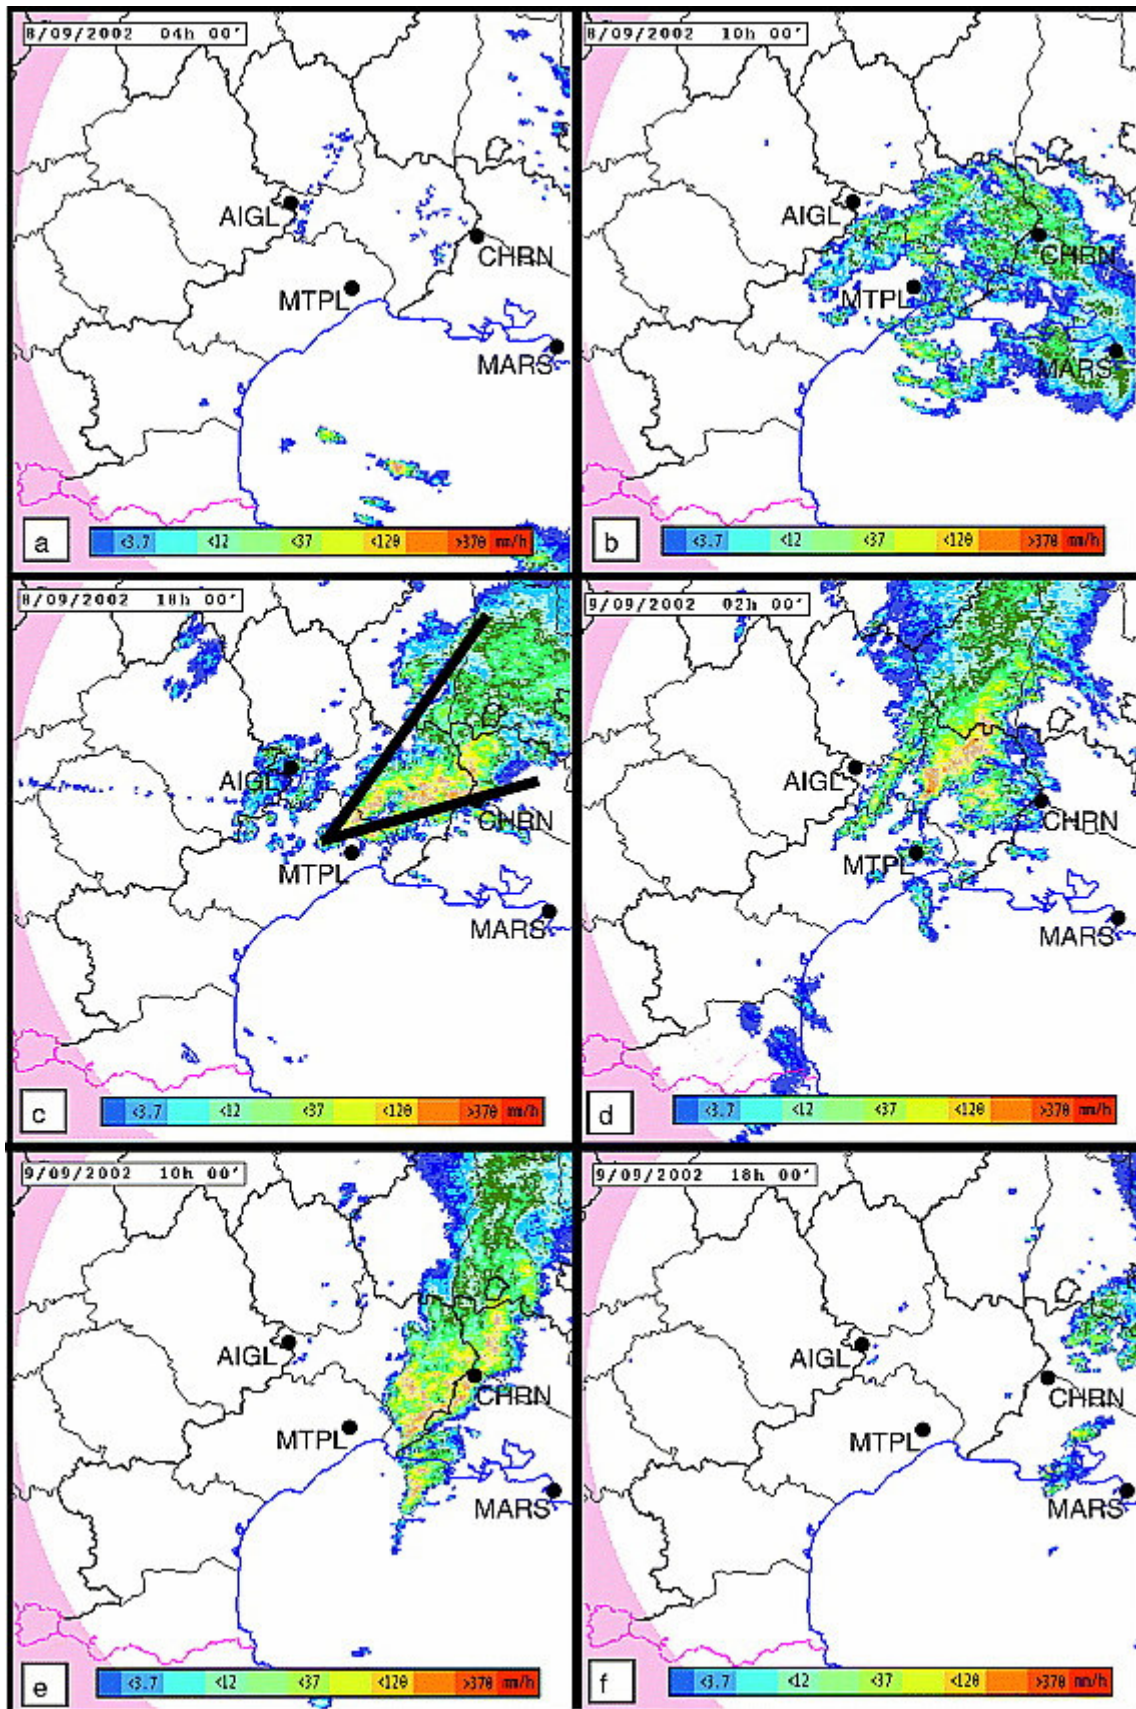 8/09/2002 04h 00'
AIGL
CHRN
MTPL
MARS
a
<3.7 <12 <37 <120 >370 mm/h
8/09/2002 10h 00'
AIGL
CHRN
MTPL
MARS
b
<3.7 <12 <37 <120 >370 mm/h
8/09/2002 18h 00'
AIGL
CHRN
MTPL
MARS
c
<3.7 <12 <37 <120 >370 mm/h
9/09/2002 02h 00'
AIGL
CHRN
MTPL
MARS
d
<3.7 <12 <37 <120 >370 mm/h
9/09/2002 10h 00'
AIGL
CHRN
MTPL
MARS
e
<3.7 <12 <37 <120 >370 mm/h
9/09/2002 18h 00'
AIGL
CHRN
MTPL
MARS
f
<3.7 <12 <37 <120 >370 mm/h